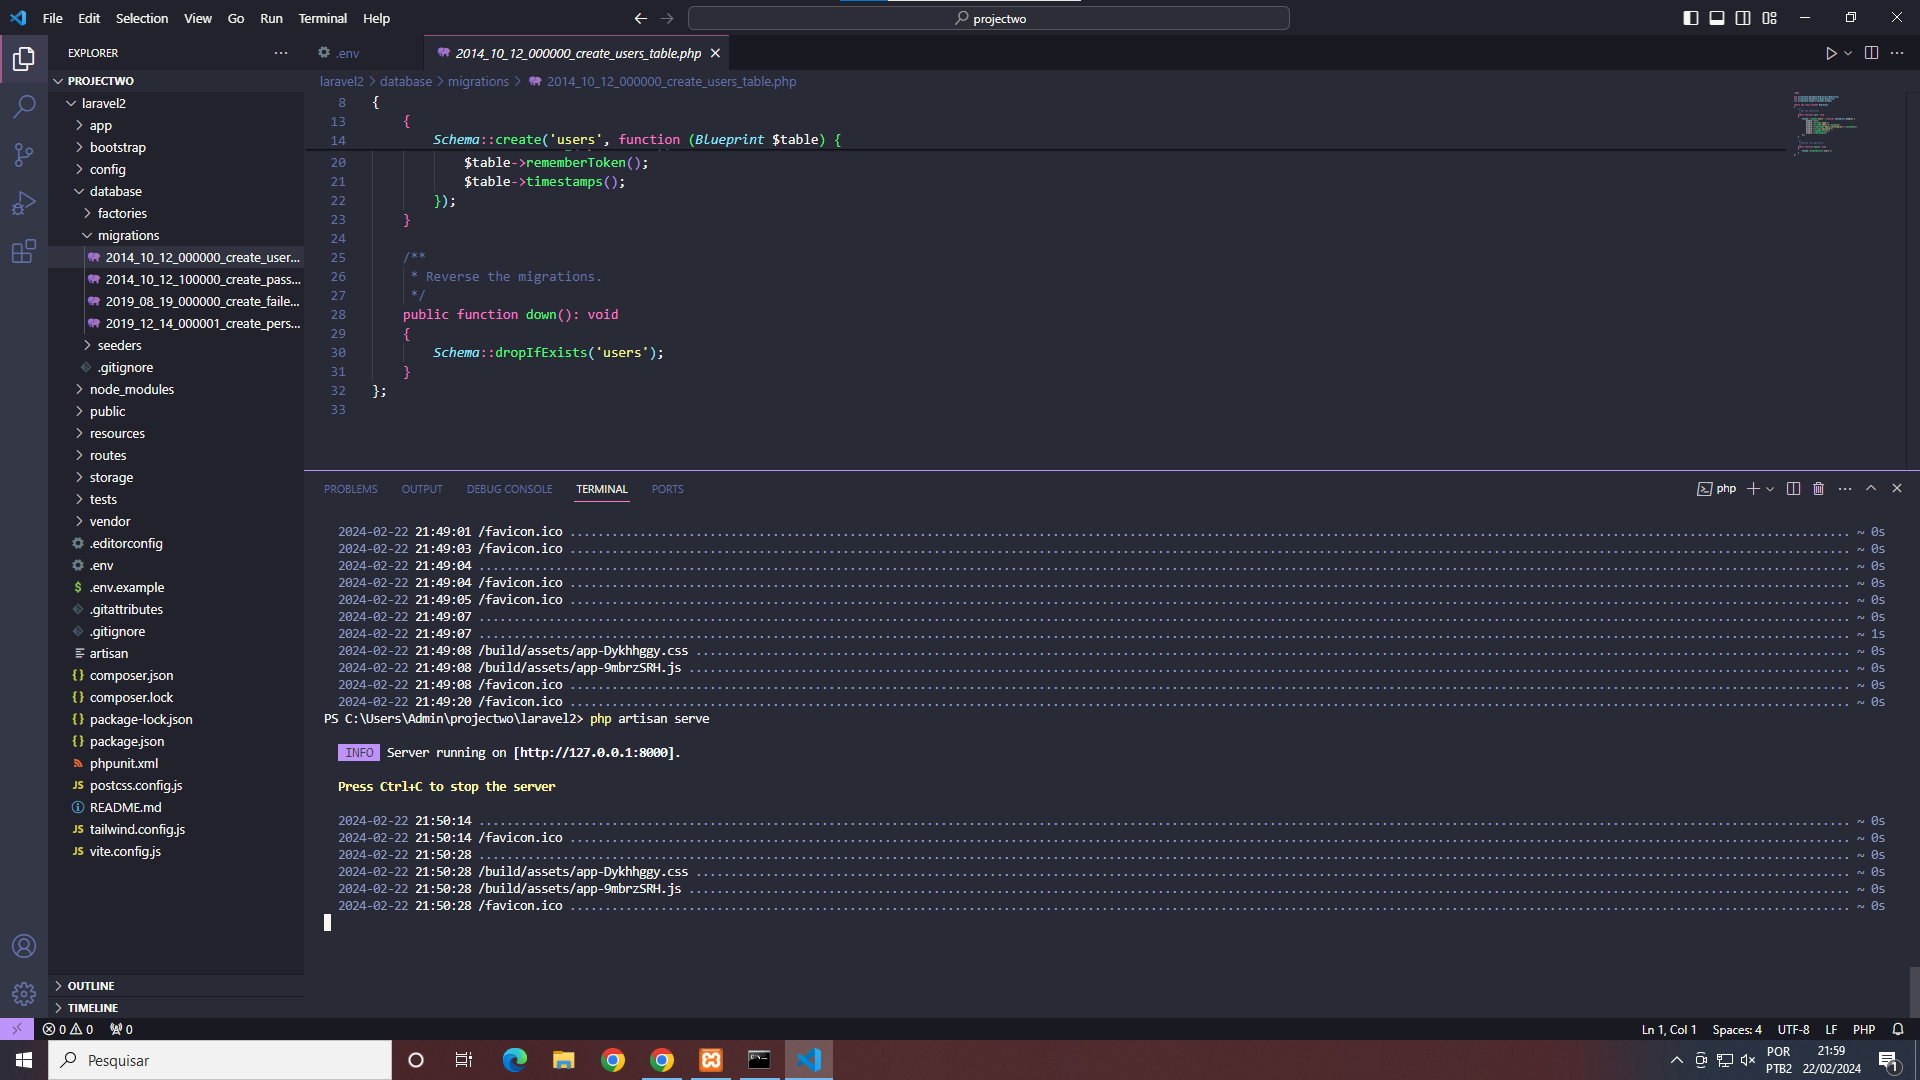 File Edit Selection View Go Run Terminal Help
projectwo
EXPLORER
PROJECTWO
laravel2
app
bootstrap
config
database
factories
migrations
2014_10_12_000000_create_user...
2014_10_12_100000_create_pass...
2019_08_19_000000_create_faile...
2019_12_14_000001_create_pers...
seeders
.gitignore
node_modules
public
resources
routes
storage
tests
vendor
.editorconfig
.env
.env.example
.gitattributes
.gitignore
artisan
composer.json
composer.lock
package-lock.json
package.json
phpunit.xml
postcss.config.js
README.md
tailwind.config.js
vite.config.js
OUTLINE
TIMELINE
.env
2014_10_12_000000_create_users_table.php
laravel2 > database > migrations > 2014_10_12_000000_create_users_table.php
8 {
13 {
14 Schema::create('users', function (Blueprint $table) {
20 $table->rememberToken();
21 $table->timestamps();
22 });
23 }
24
25 /**
26 * Reverse the migrations.
27 */
28 public function down(): void
29 {
30 Schema::dropIfExists('users');
31 }
32 };
33
PROBLEMS OUTPUT DEBUG CONSOLE TERMINAL PORTS
php
2024-02-22 21:49:01 /favicon.ico ~ 0s
2024-02-22 21:49:03 /favicon.ico ~ 0s
2024-02-22 21:49:04 ~ 0s
2024-02-22 21:49:04 /favicon.ico ~ 0s
2024-02-22 21:49:05 /favicon.ico ~ 0s
2024-02-22 21:49:07 ~ 0s
2024-02-22 21:49:07 ~ 1s
2024-02-22 21:49:08 /build/assets/app-Dykhhggy.css ~ 0s
2024-02-22 21:49:08 /build/assets/app-9mbrzSRH.js ~ 0s
2024-02-22 21:49:08 /favicon.ico ~ 0s
2024-02-22 21:49:20 /favicon.ico ~ 0s
PS C:\Users\Admin\projectwo\laravel2> php artisan serve
INFO Server running on [http://127.0.0.1:8000].
Press Ctrl+C to stop the server
2024-02-22 21:50:14 ~ 0s
2024-02-22 21:50:14 /favicon.ico ~ 0s
2024-02-22 21:50:28 ~ 0s
2024-02-22 21:50:28 /build/assets/app-Dykhhggy.css ~ 0s
2024-02-22 21:50:28 /build/assets/app-9mbrzSRH.js ~ 0s
2024-02-22 21:50:28 /favicon.ico ~ 0s
0 0 0
Ln 1, Col 1 Spaces: 4 UTF-8 LF PHP
Pesquisar
POR
PTB2
21:59
22/02/2024
1